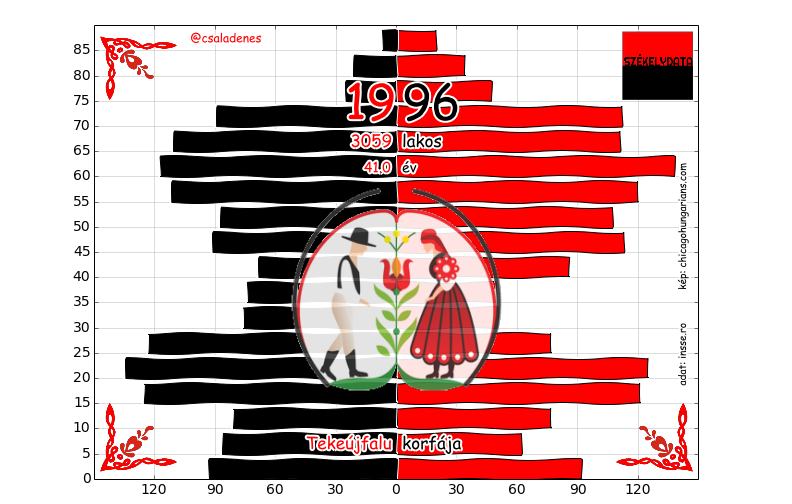 @csaladenes
SZÉKELYDATA
1996
3059 lakos
41,0 év
kép: chicagohungarians.com
adat: insse.ro
Tekeújfalu korfája
85
80
75
70
65
60
55
50
45
40
35
30
25
20
15
10
5
0
120 90 60 30 0 30 60 90 120